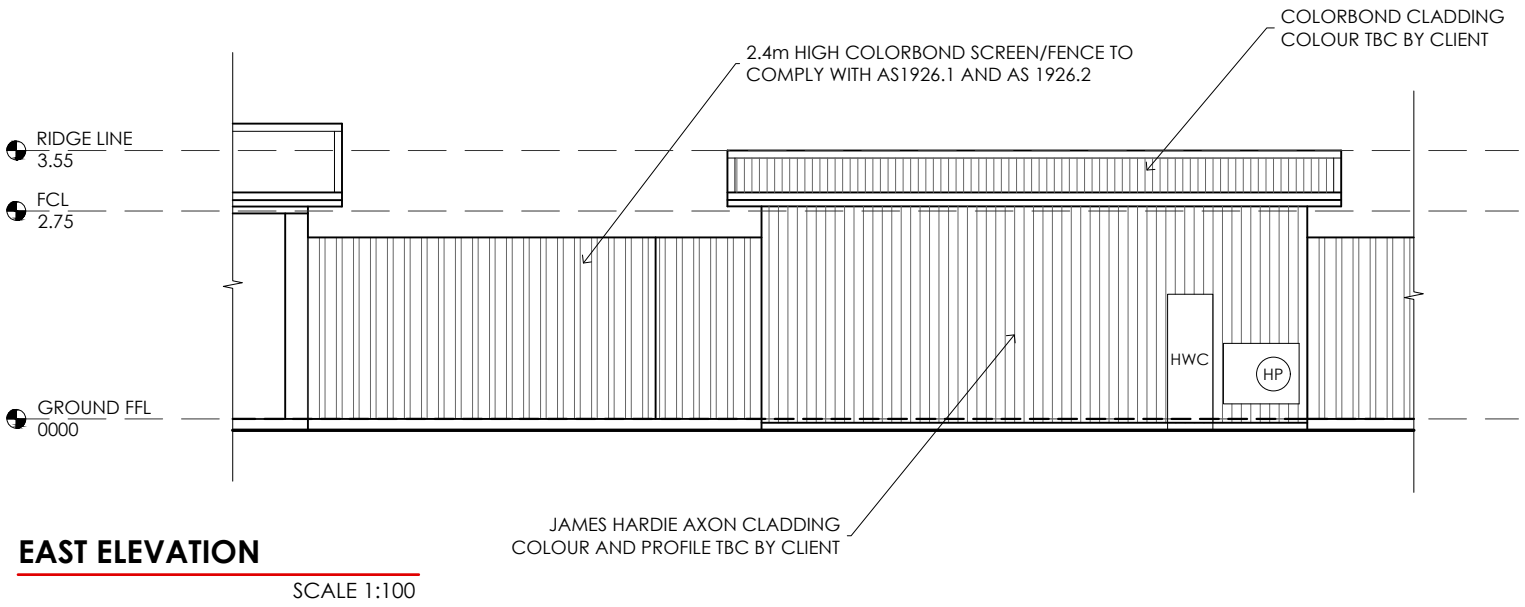 COLORBOND CLADDING
COLOUR TBC BY CLIENT
2.4m HIGH COLORBOND SCREEN/FENCE TO
COMPLY WITH AS1926.1 AND AS 1926.2
RIDGE LINE
3.55
FCL
2.75
HWC
HP
GROUND FFL
0000
JAMES HARDIE AXON CLADDING
COLOUR AND PROFILE TBC BY CLIENT
EAST ELEVATION
SCALE 1:100